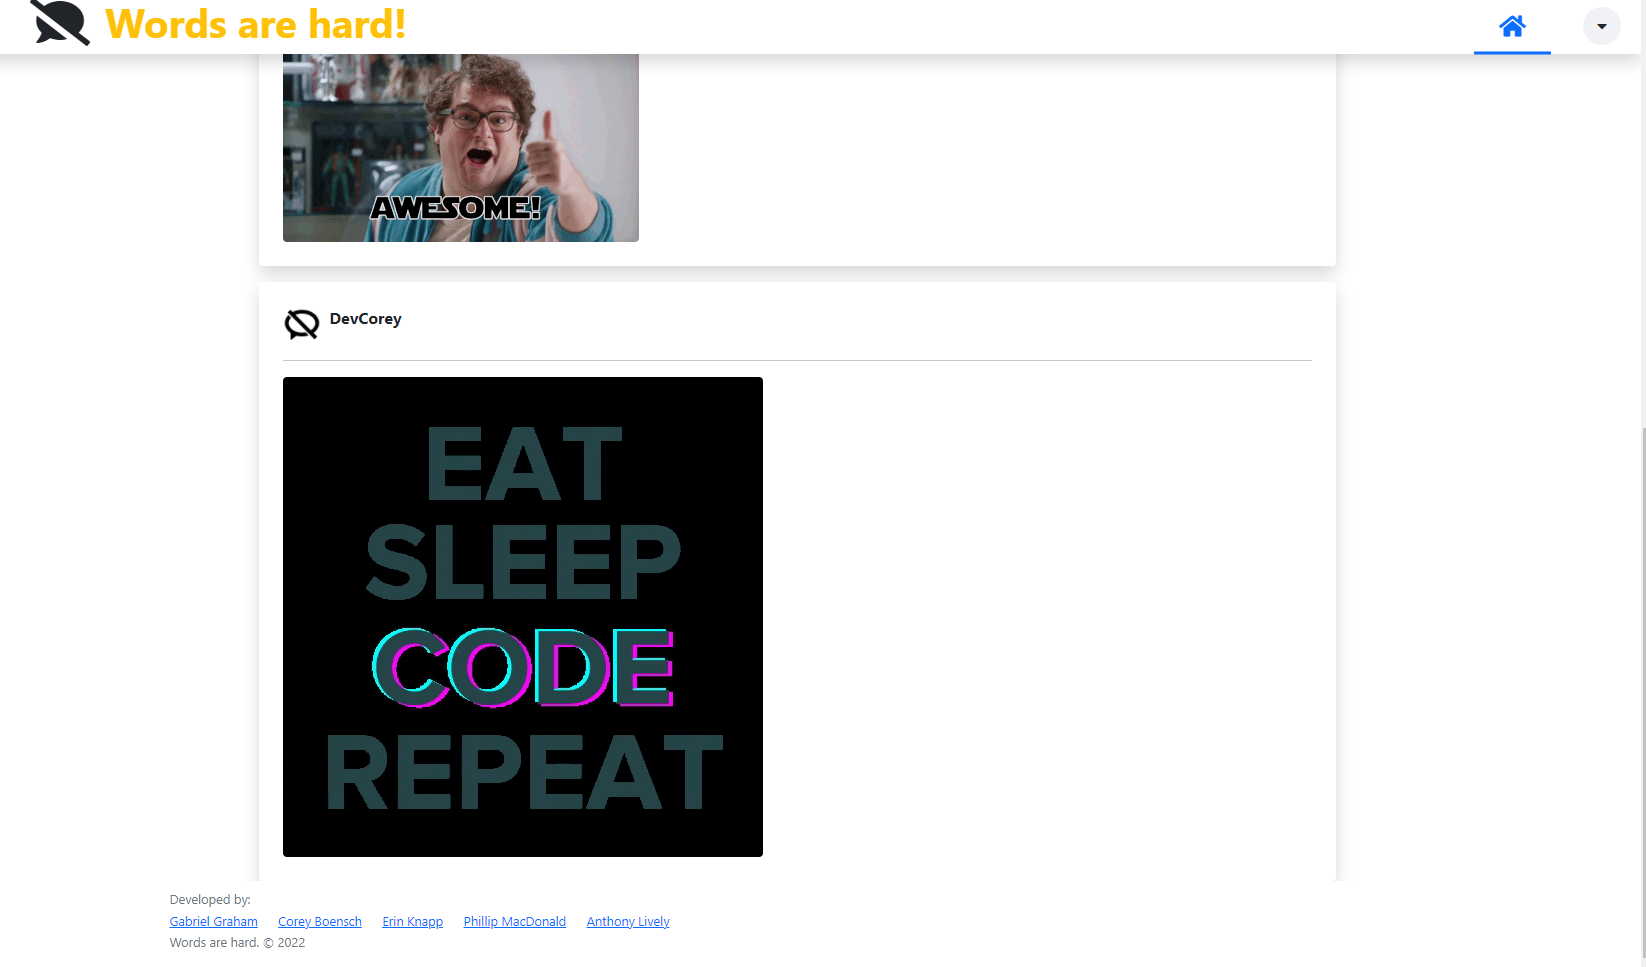 Words are hard!
AWESOME!
DevCorey
EAT
SLEEP
CODE
REPEAT
Developed by:
Gabriel Graham Corey Boensch Erin Knapp Phillip MacDonald Anthony Lively
Words are hard. © 2022